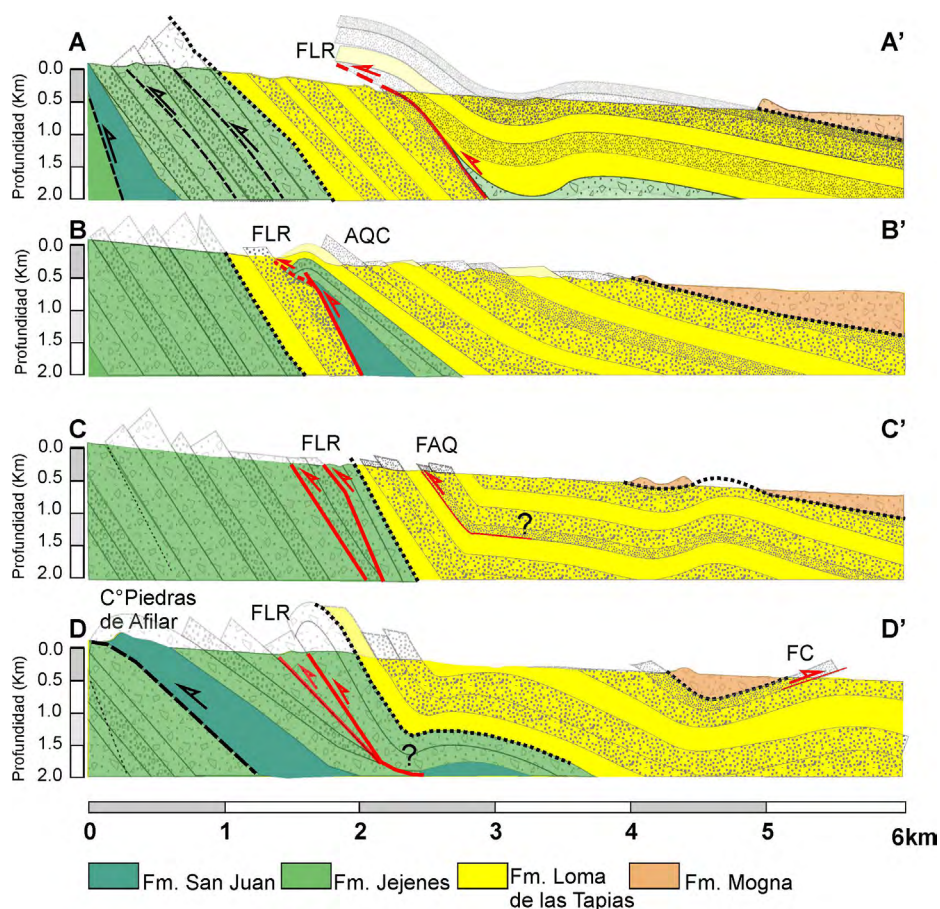 A
A'
FLR
Profundidad (Km)
0.0
0.5
1.0
1.5
2.0
B
B'
FLR
AQC
Profundidad (Km)
0.0
0.5
1.0
1.5
2.0
C
C'
FLR
FAQ
Profundidad (Km)
0.0
0.5
1.0
1.5
2.0
?
C°Piedras
de Afilar
D
D'
FLR
FC
Profundidad (Km)
0.0
0.5
1.0
1.5
2.0
?
0 1 2 3 4 5 6km
Fm. San Juan
Fm. Jejenes
Fm. Loma
de las Tapias
Fm. Mogna